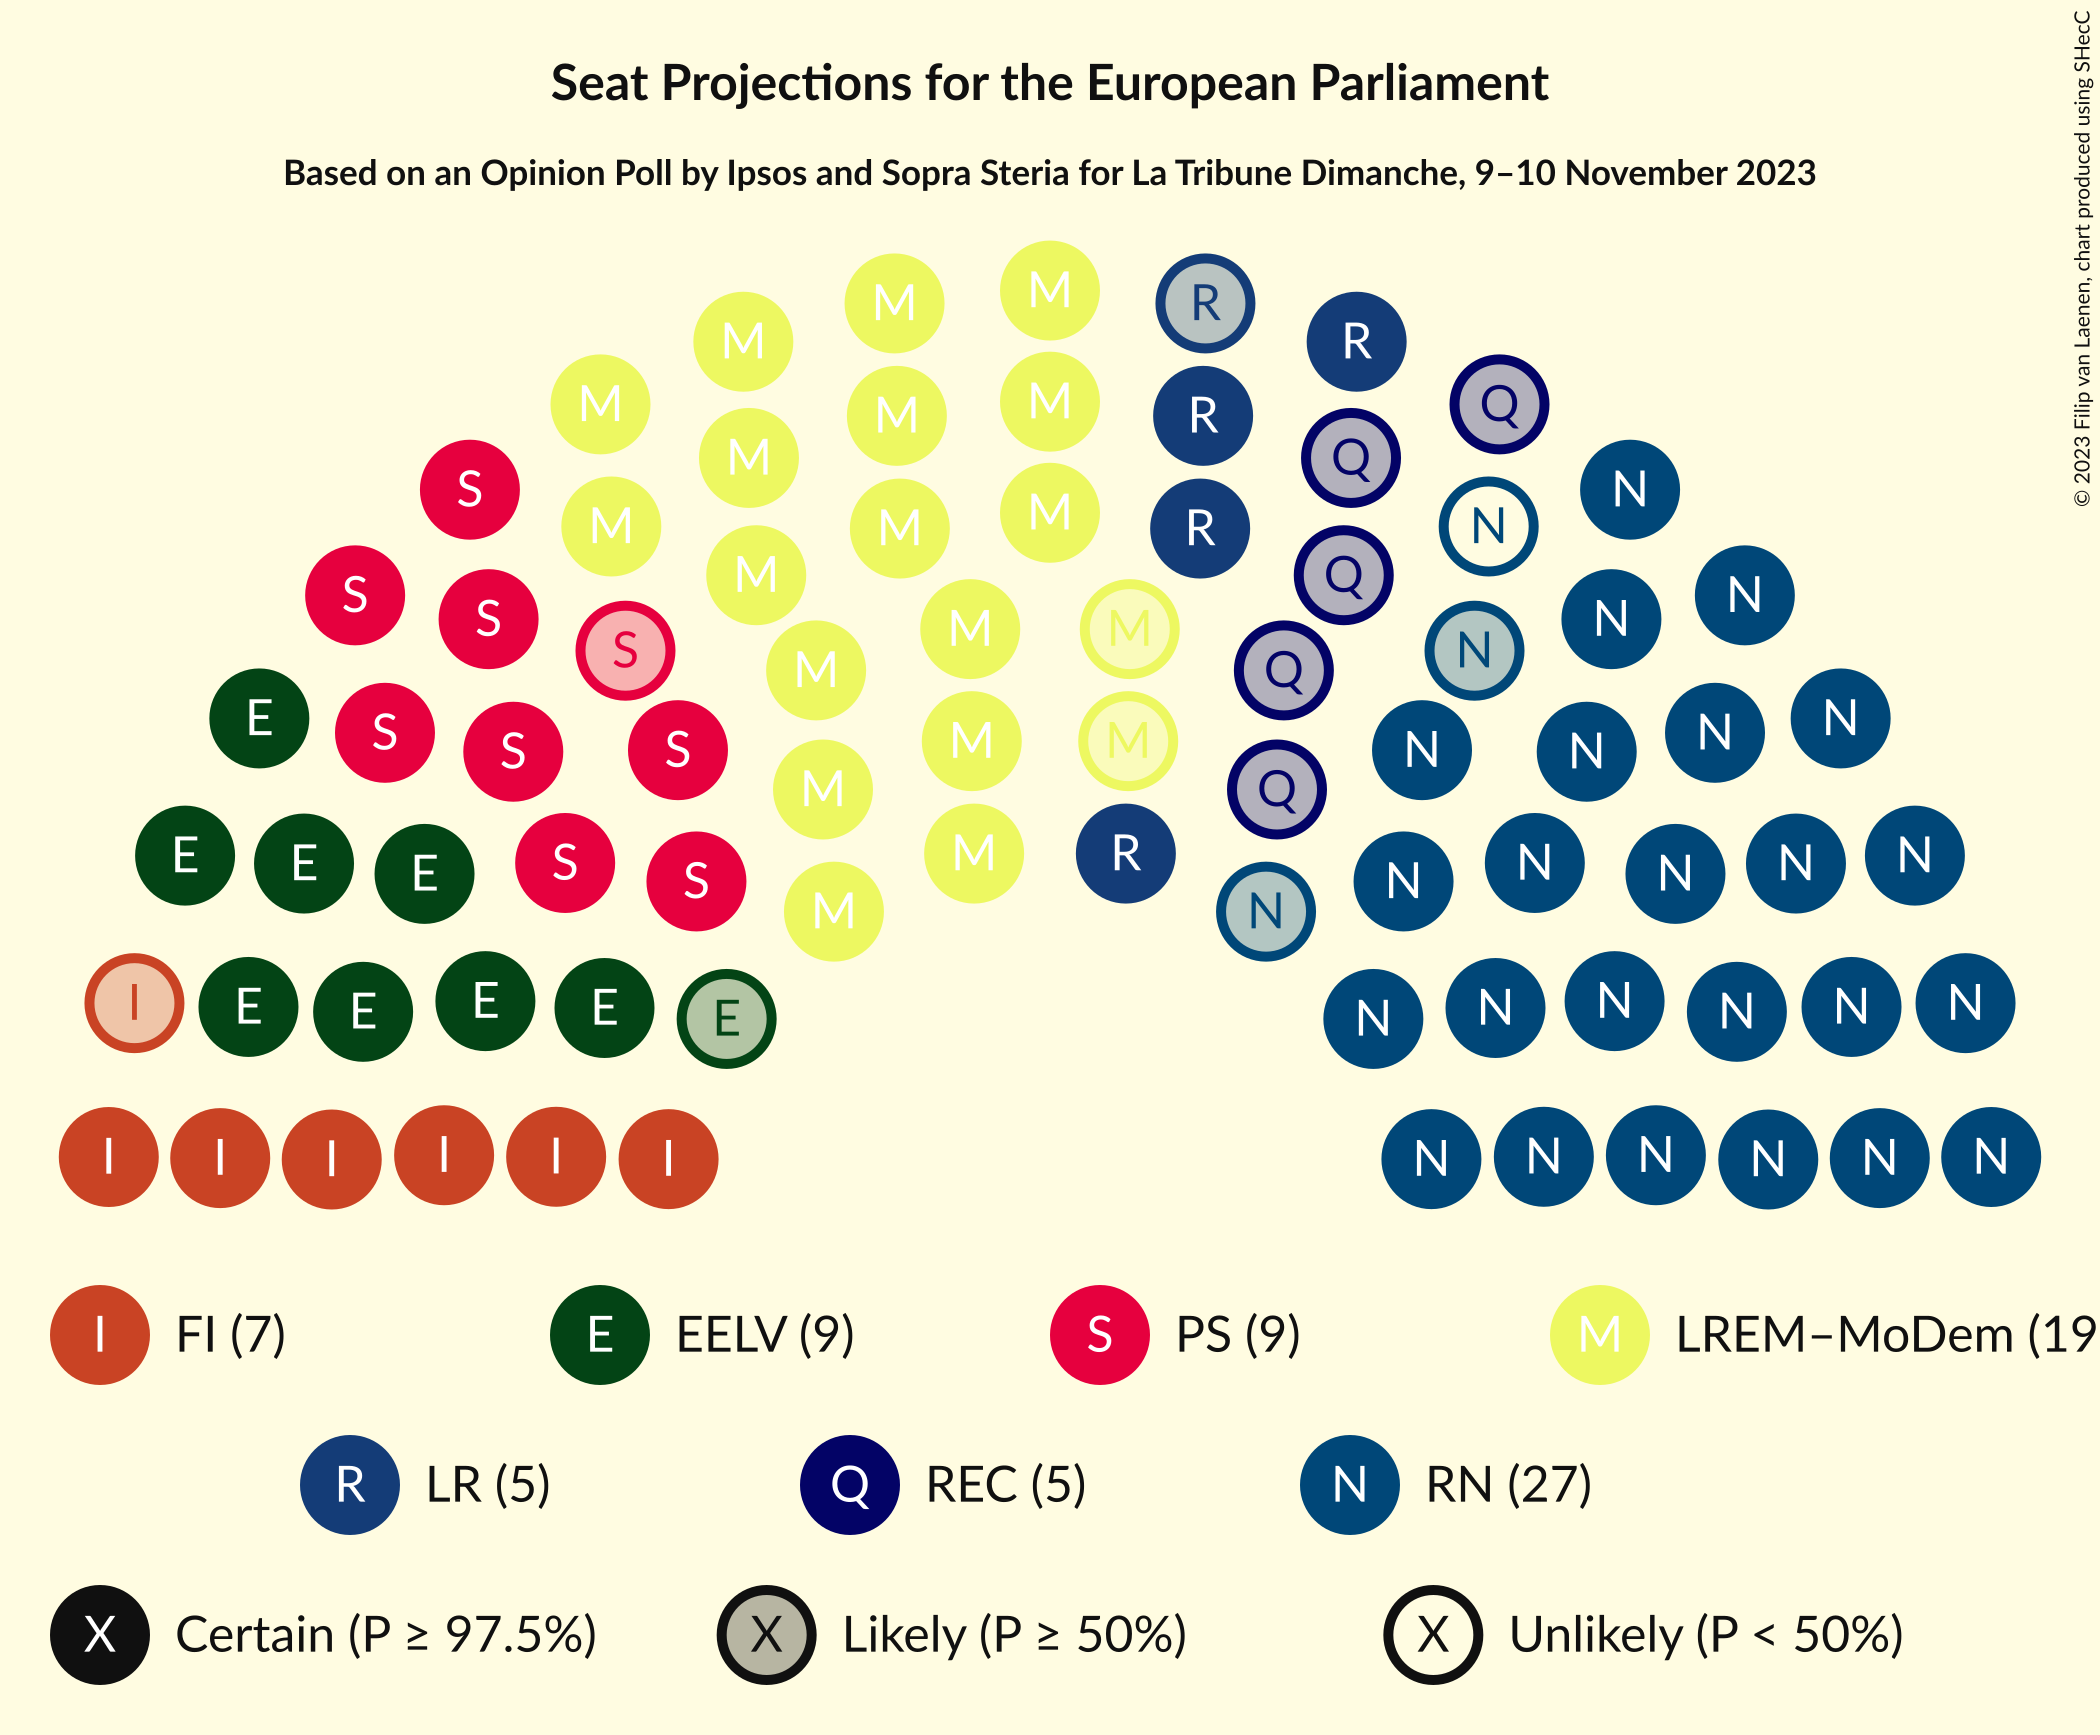 Seat Projections for the European Parliament
Based on an Opinion Poll by Ipsos and Sopra Steria for La Tribune Dimanche, 9–10 November 2023
© 2023 Filip van Laenen, chart produced using SHecC
M M M R R
M M M R Q Q
M M M R Q N N
S M M Q N
S S S M M M Q N N N
E S S S M M M Q N N N N
E E E S S M M R N N N N N N
I E E E E E N N N N N N
I I I I I I N N N N N N
I FI (7) E EELV (9) S PS (9) M LREM–MoDem (19
R LR (5) Q REC (5) N RN (27)
X Certain (P ≥ 97.5%) X Likely (P ≥ 50%) X Unlikely (P < 50%)